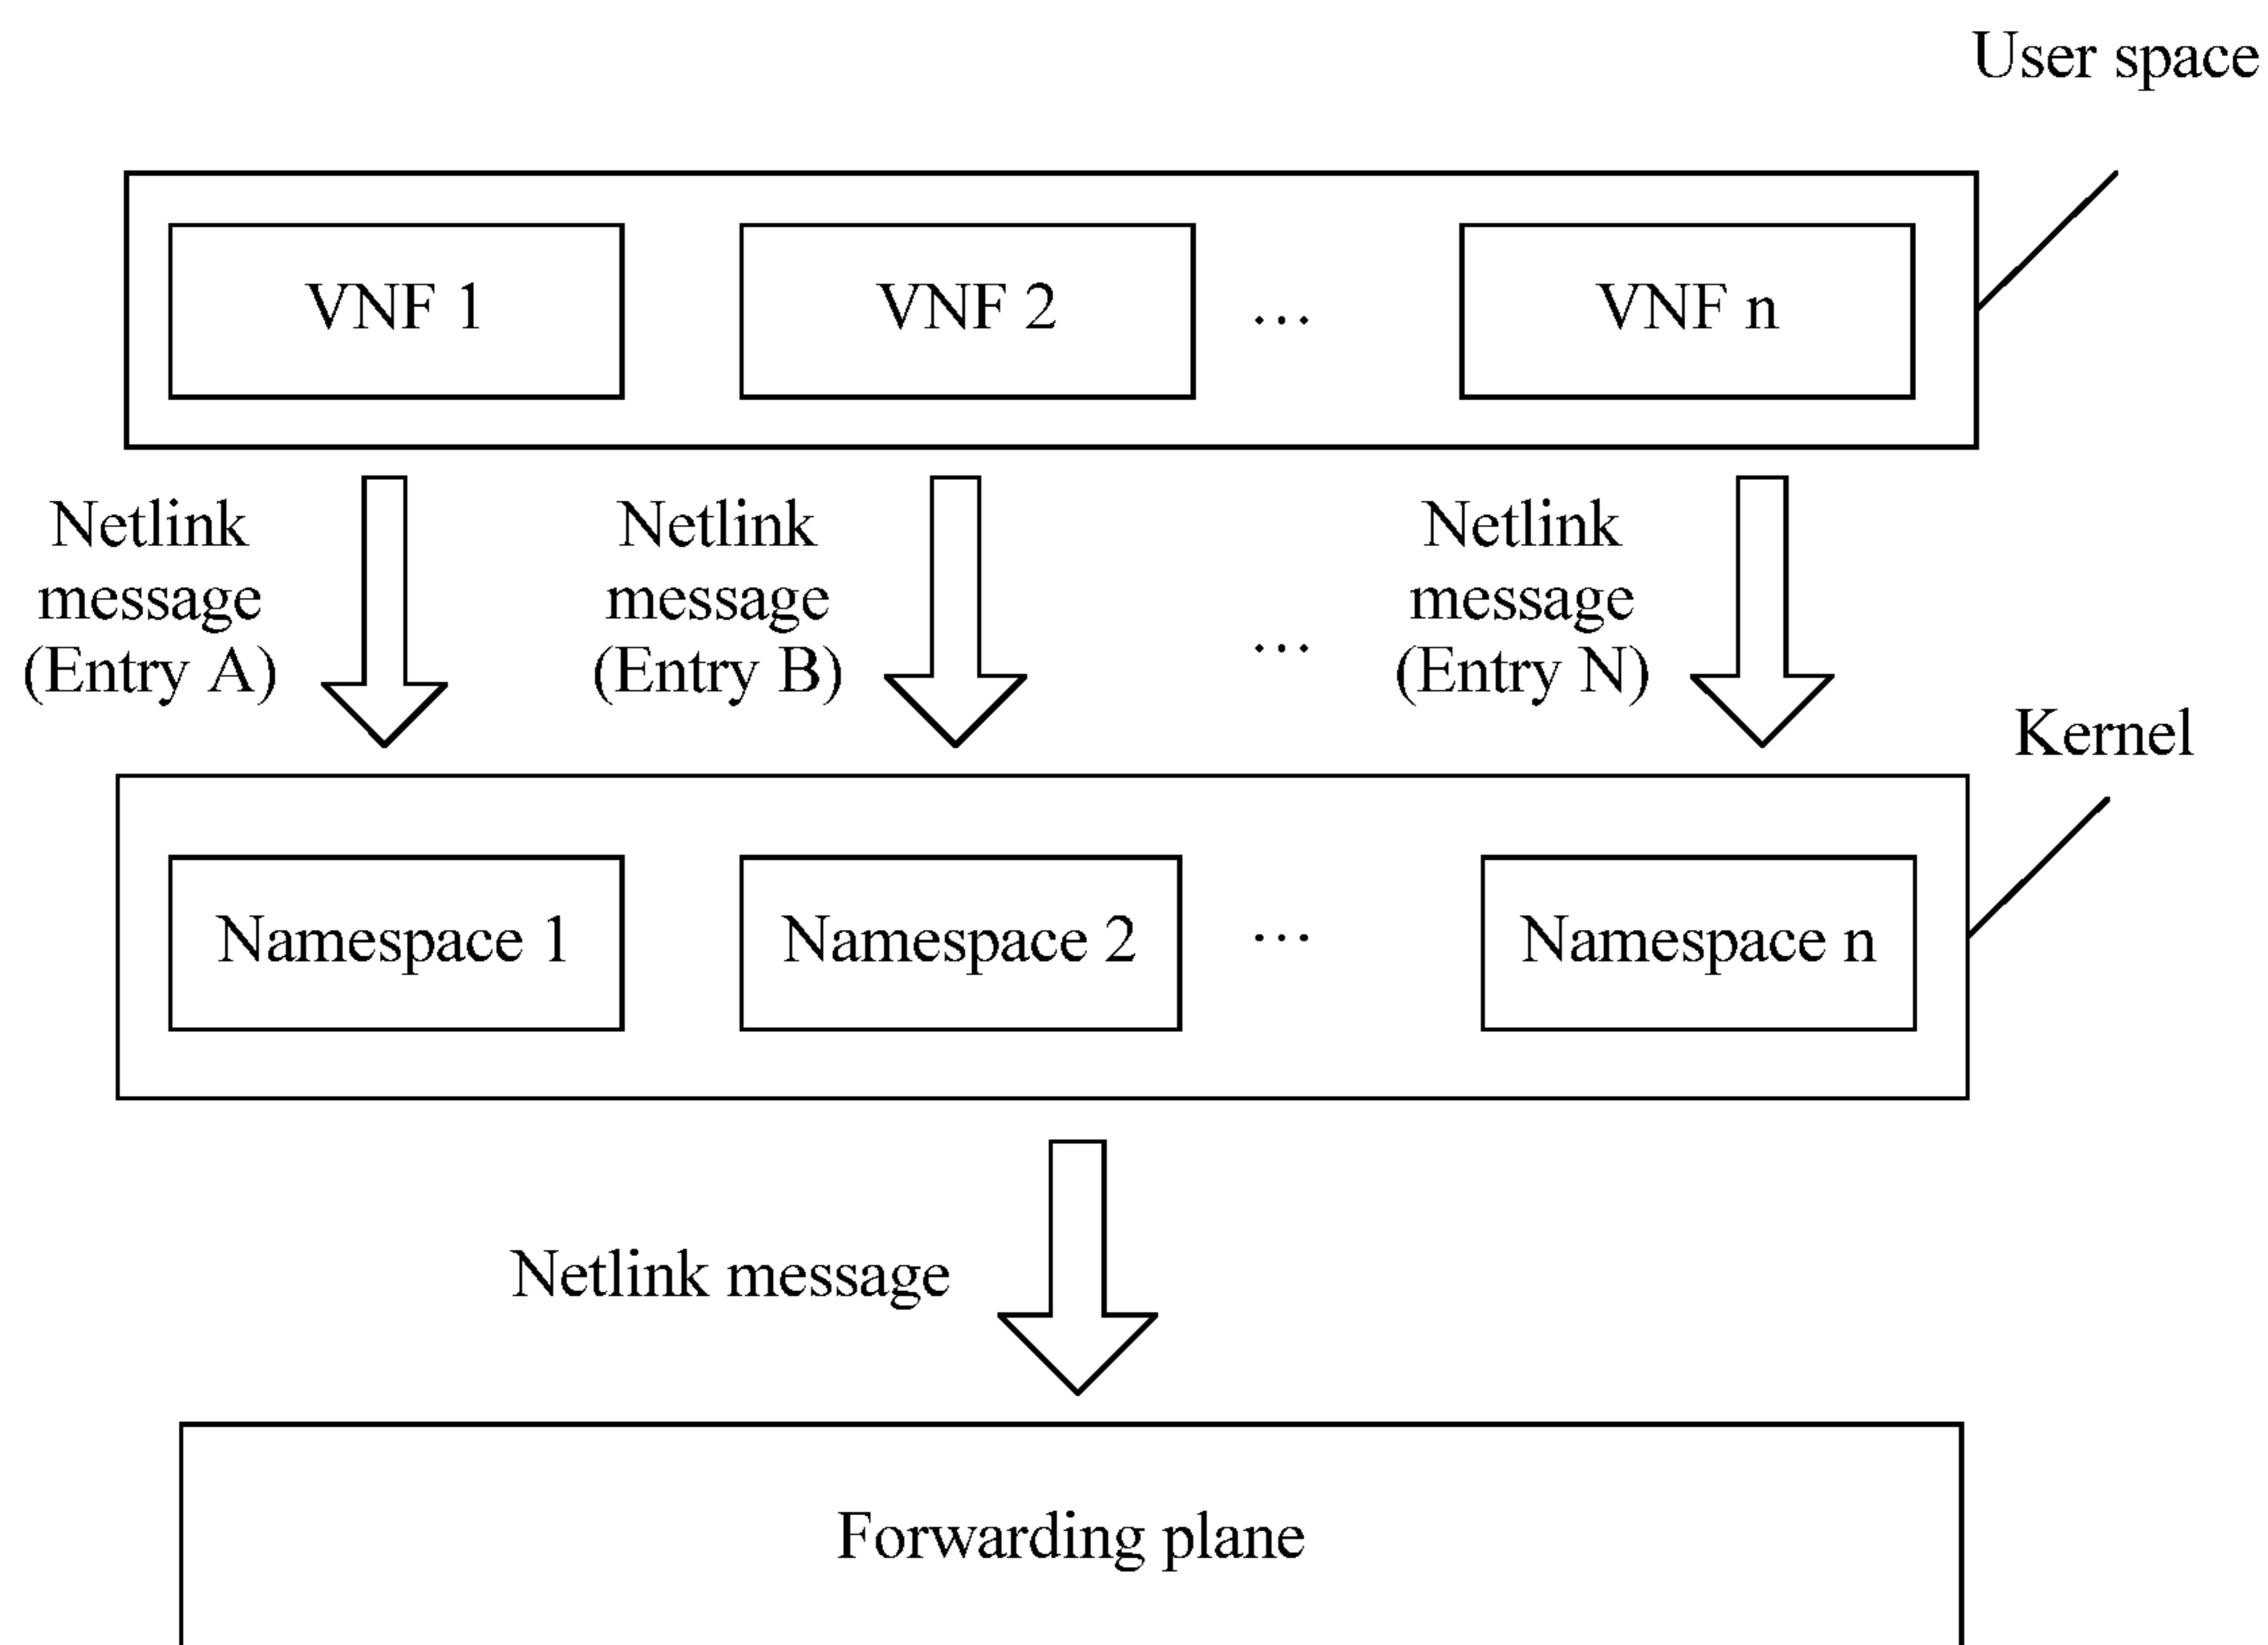 User space
VNF 1
VNF 2
...
VNF n
Netlink
message
(Entry A)
Netlink
message
(Entry B)
...
Netlink
message
(Entry N)
Kernel
Namespace 1
Namespace 2
...
Namespace n
Netlink message
Forwarding plane